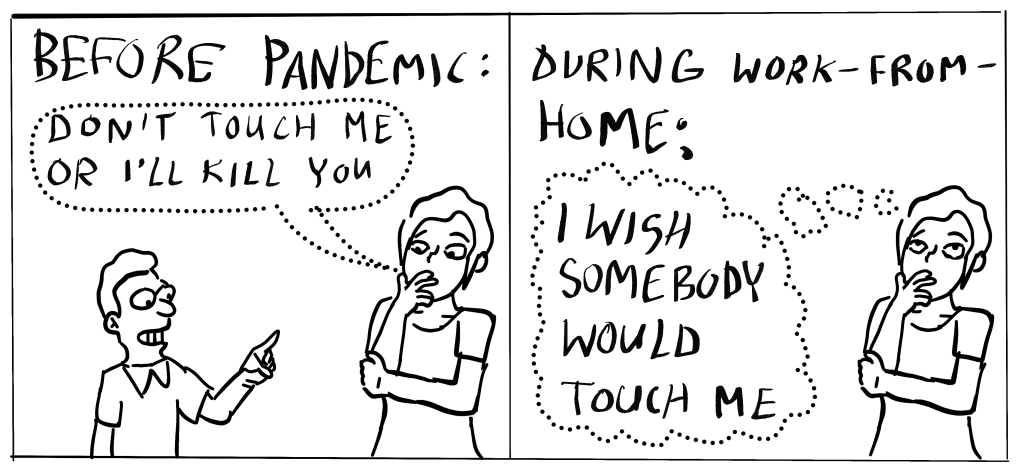 BEFORE PANDEMIC:
DON'T TOUCH ME
OR I'LL KILL YOU
DURING WORK-FROM-
HOME:
I WISH
SOMEBODY
WOULD
TOUCH ME